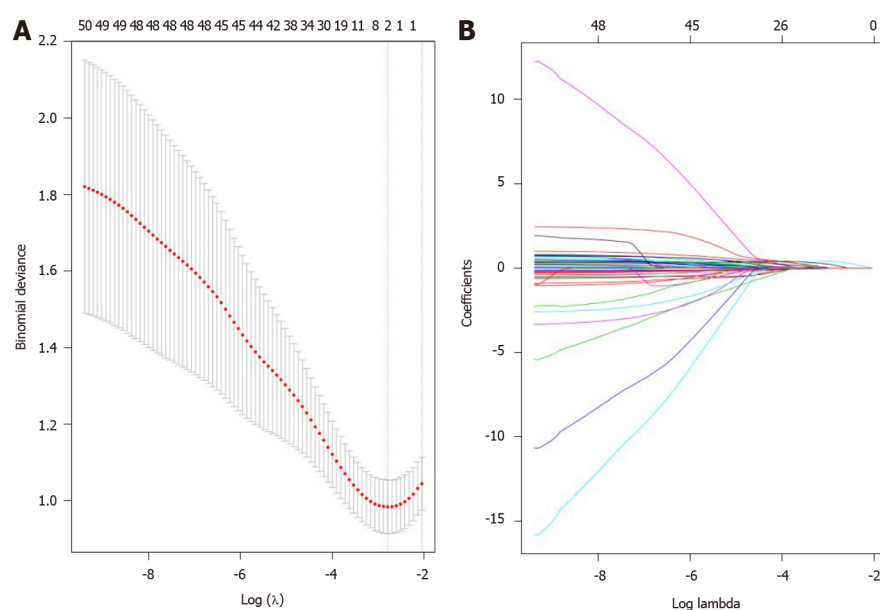 A
50 49 49 48 48 48 48 48 45 45 44 42 38 34 30 19 11 8 2 1 1
2.2
2.0
1.8
1.6
1.4
1.2
1.0
Binomial deviance
-8 -6 -4 -2
Log (λ)
B
48 45 26 0
10
5
0
-5
-10
-15
Coefficients
-8 -6 -4 -2
Log lambda